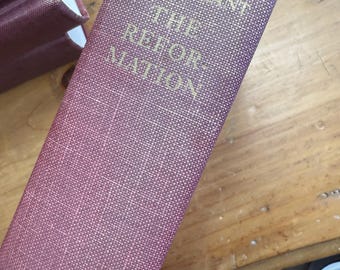 THE
REFOR-
MATION